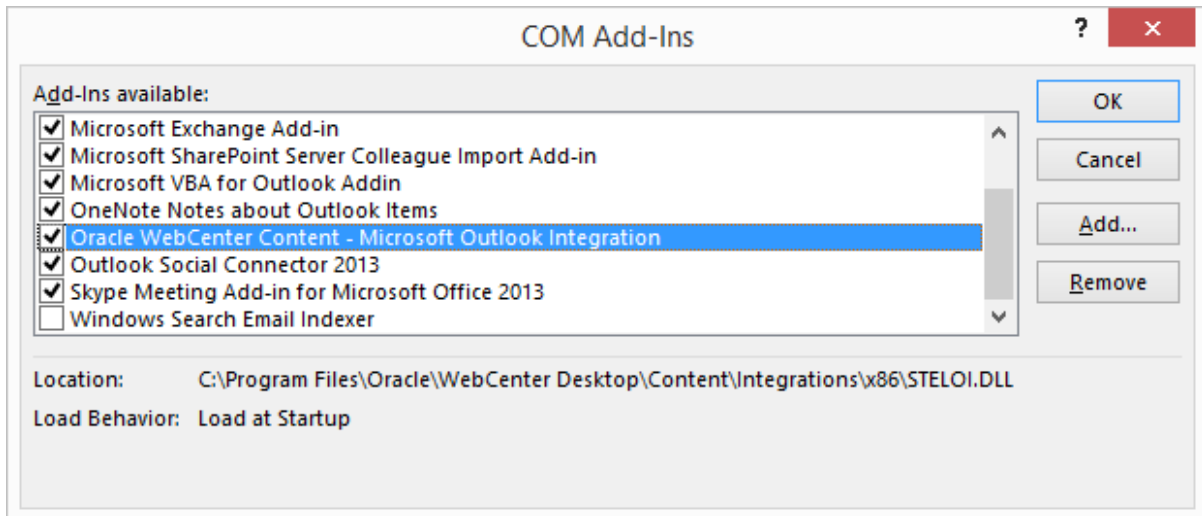 COM Add-Ins
?
×
Add-Ins available:
Microsoft Exchange Add-in
Microsoft SharePoint Server Colleague Import Add-in
Microsoft VBA for Outlook Addin
OneNote Notes about Outlook Items
Oracle WebCenter Content - Microsoft Outlook Integration
Outlook Social Connector 2013
Skype Meeting Add-in for Microsoft Office 2013
Windows Search Email Indexer
OK
Cancel
Add...
Remove
Location: C:\Program Files\Oracle\WebCenter Desktop\Content\Integrations\x86\STELOI.DLL
Load Behavior: Load at Startup